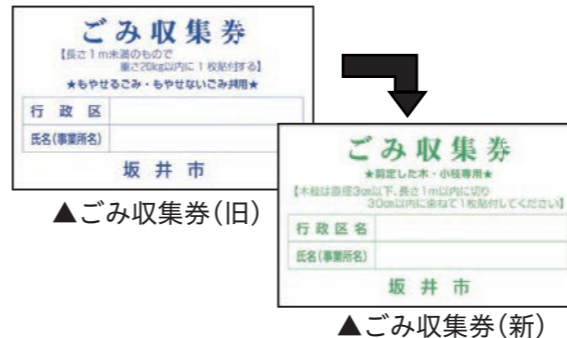 ごみ収集券
【長さ1m未満のもので
重さ20kg以内に1枚貼付する】
★もやせるごみ・もやせないごみ共用★
行政区
氏名(事業所名)
坂井市
▲ごみ収集券(旧)
ごみ収集券
★剪定した木・小枝専用★
【木枝は直径3cm以下、長さ1m以内に切り
30cm以内に束ねて1枚貼付してください】
行政区名
氏名(事業所名)
坂井市
▲ごみ収集券(新)